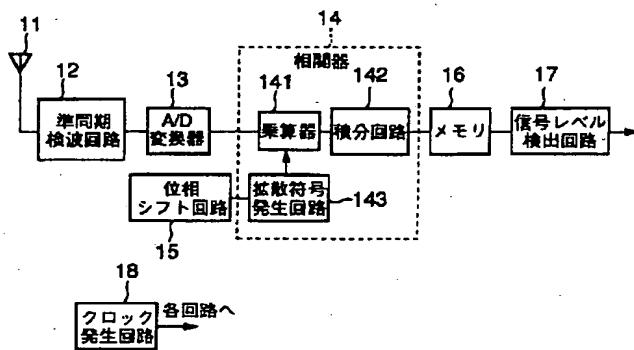 11
12
準同期
検波回路
13
A/D
変換器
14
相関器
141
乗算器
142
積分回路
16
メモリ
17
信号レベル
検出回路
位相
シフト回路
15
拡散符号
発生回路
143
18
クロック
発生回路
各回路へ